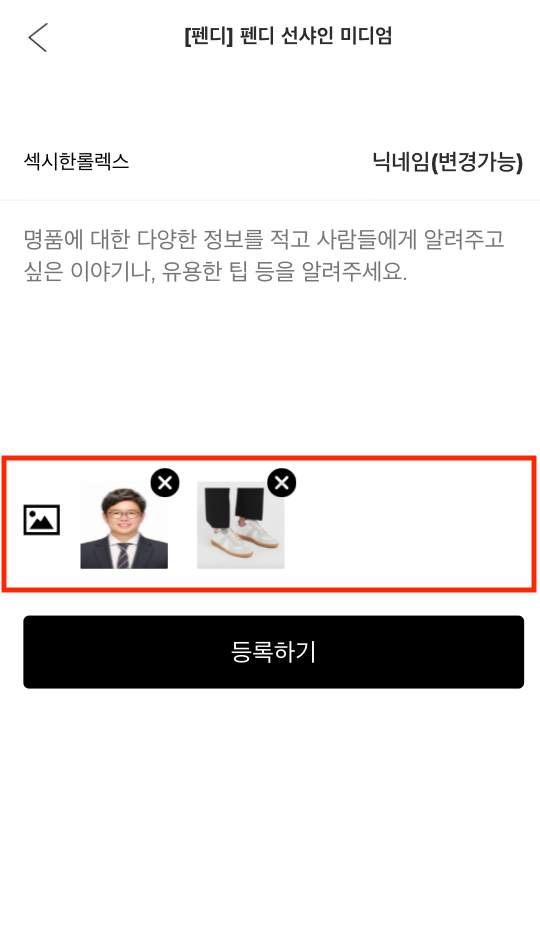 [펜디] 펜디 선샤인 미디엄
섹시한롤렉스 닉네임(변경가능)
명품에 대한 다양한 정보를 적고 사람들에게 알려주고
싶은 이야기나, 유용한 팁 등을 알려주세요.
등록하기